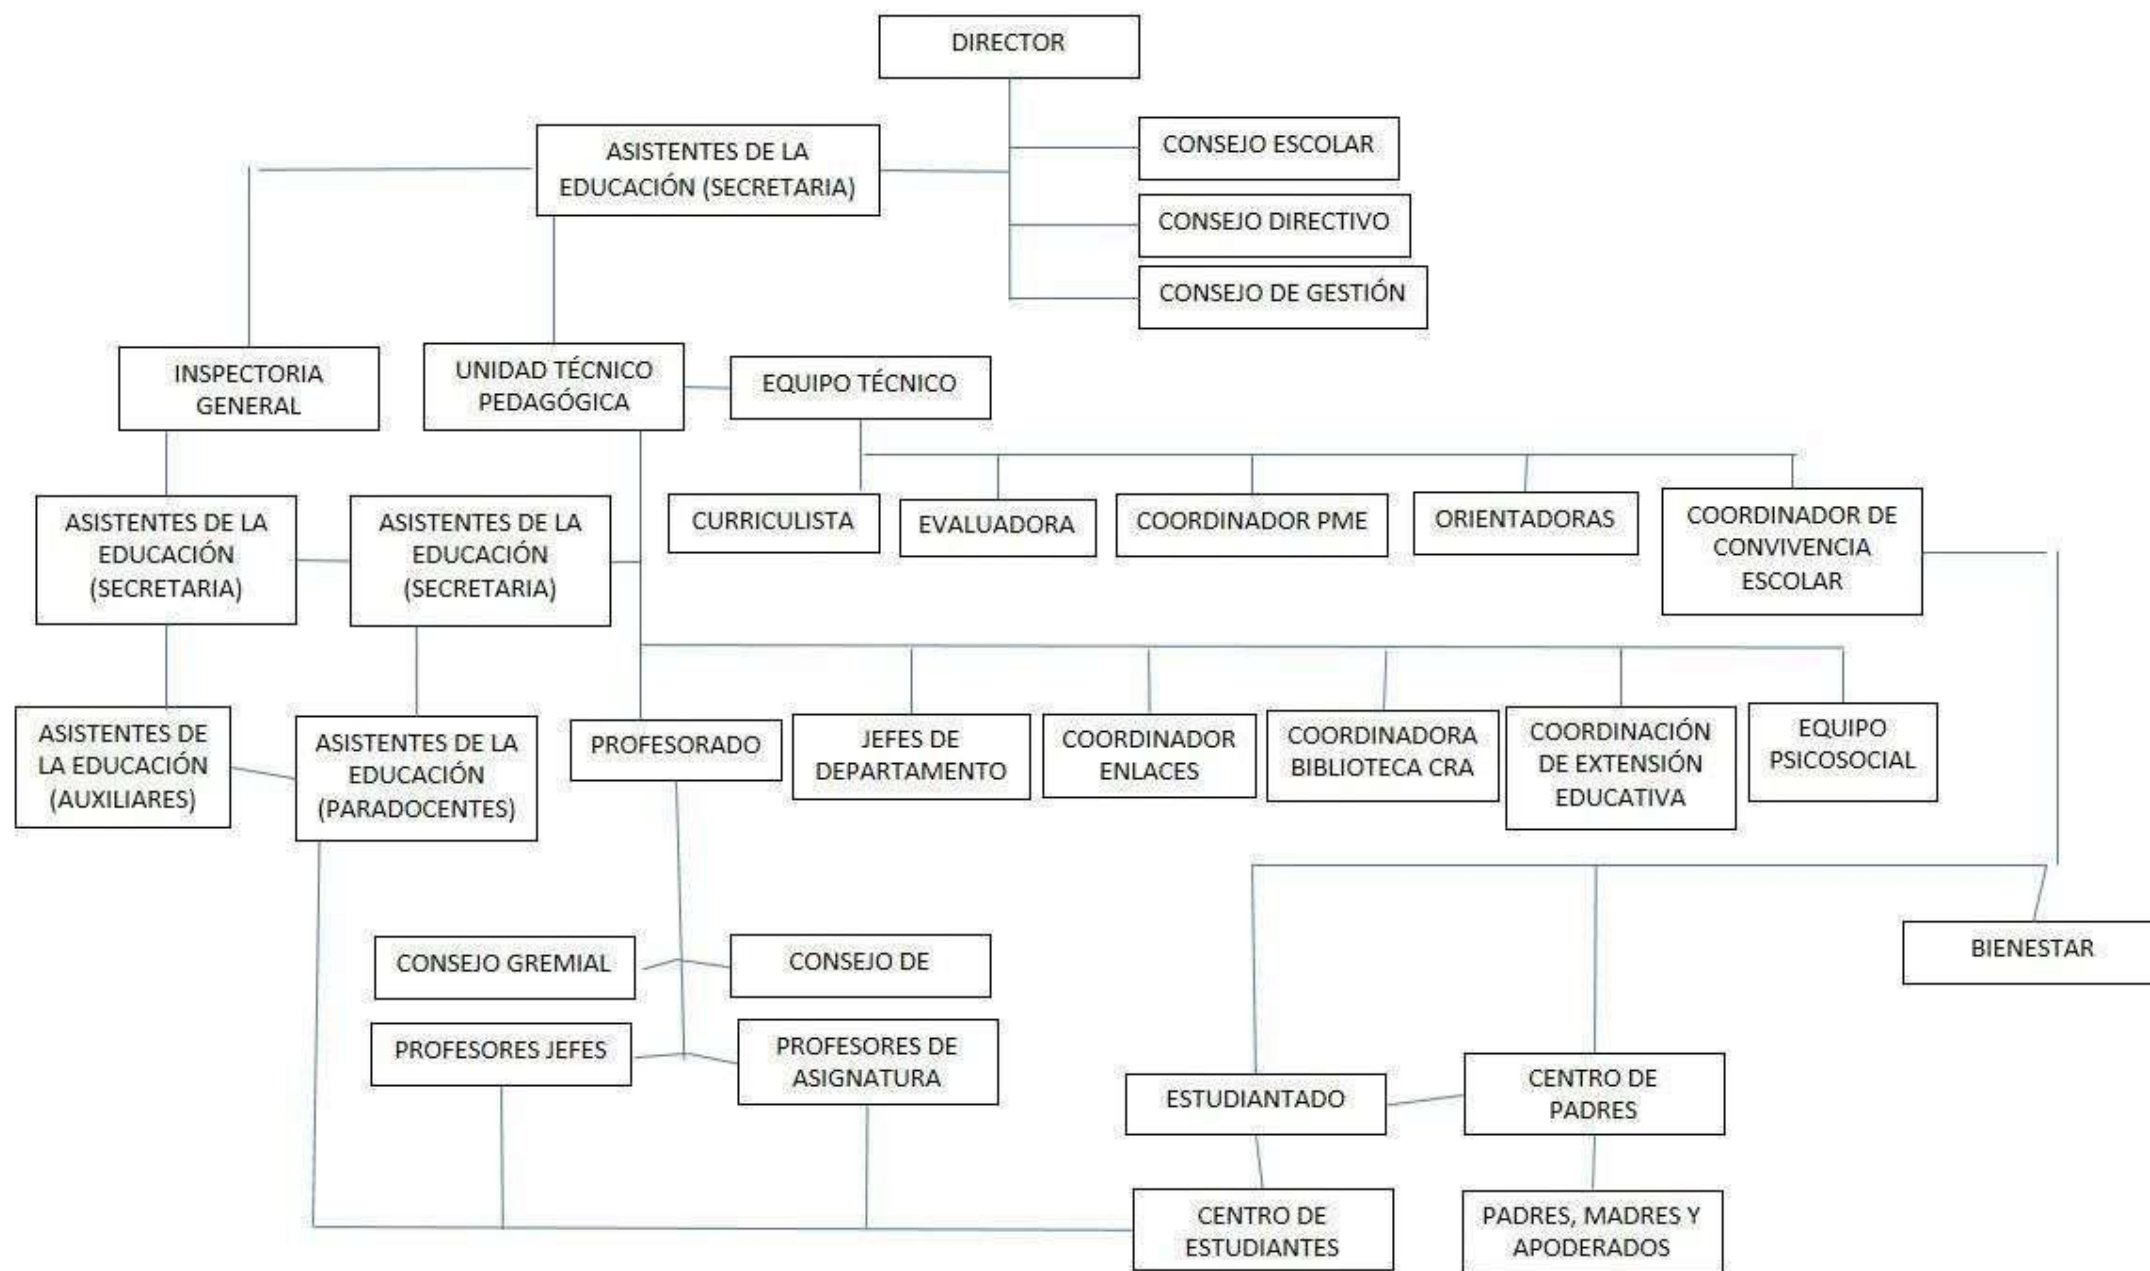 DIRECTOR
ASISTENTES DE LA
EDUCACIÓN (SECRETARIA)
CONSEJO ESCOLAR
CONSEJO DIRECTIVO
CONSEJO DE GESTIÓN
INSPECTORIA
GENERAL
UNIDAD TÉCNICO
PEDAGÓGICA
EQUIPO TÉCNICO
ASISTENTES DE LA
EDUCACIÓN
(SECRETARIA)
ASISTENTES DE LA
EDUCACIÓN
(SECRETARIA)
CURRICULISTA
EVALUADORA
COORDINADOR PME
ORIENTADORAS
COORDINADOR DE
CONVIVENCIA
ESCOLAR
ASISTENTES DE
LA EDUCACIÓN
(AUXILIARES)
ASISTENTES DE LA
EDUCACIÓN
(PARADOCENTES)
PROFESORADO
JEFES DE
DEPARTAMENTO
COORDINADOR
ENLACES
COORDINADORA
BIBLIOTECA CRA
COORDINACIÓN
DE EXTENSIÓN
EDUCATIVA
EQUIPO
PSICOSOCIAL
CONSEJO GREMIAL
CONSEJO DE
BIENESTAR
PROFESORES JEFES
PROFESORES DE
ASIGNATURA
ESTUDIANTADO
CENTRO DE
PADRES
CENTRO DE
ESTUDIANTES
PADRES, MADRES Y
APODERADOS